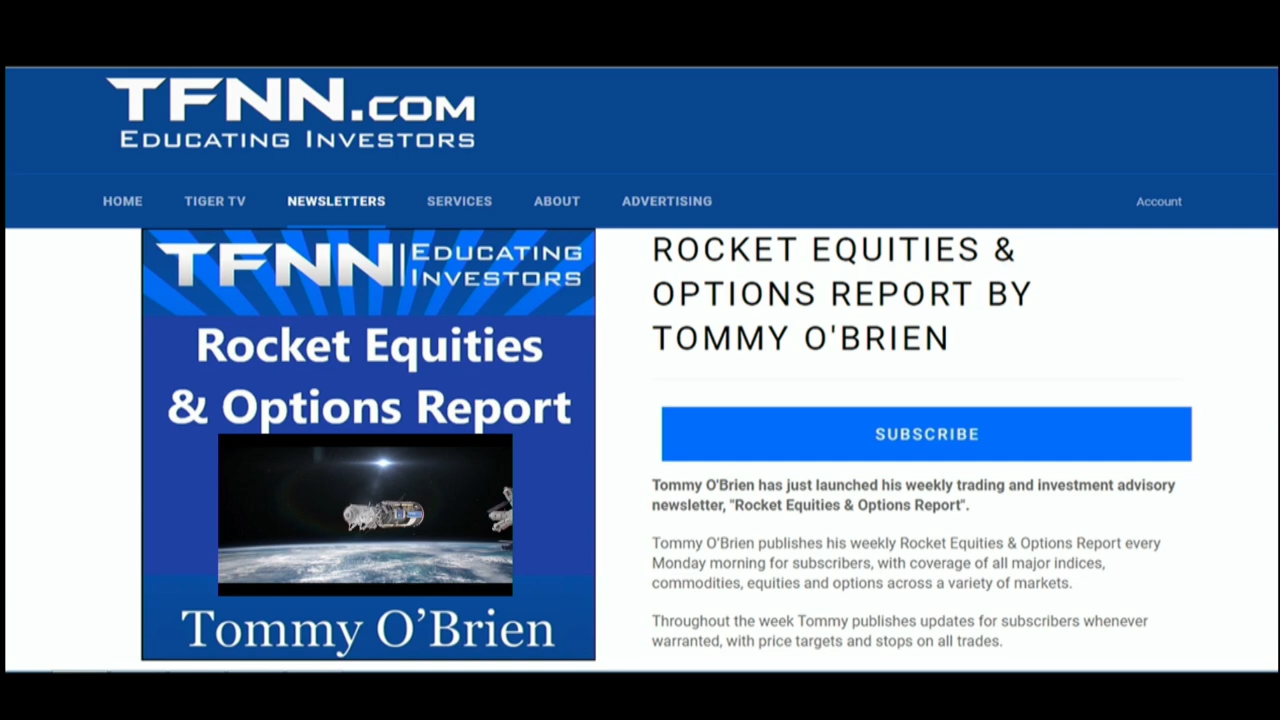 TFNN.COM
EDUCATING INVESTORS
HOME TIGER TV NEWSLETTERS SERVICES ABOUT ADVERTISING Account
TFNN | EDUCATING
INVESTORS
Rocket Equities
& Options Report
Tommy O’Brien
ROCKET EQUITIES &
OPTIONS REPORT BY
TOMMY O'BRIEN
SUBSCRIBE
Tommy O'Brien has just launched his weekly trading and investment advisory
newsletter, "Rocket Equities & Options Report".
Tommy O’Brien publishes his weekly Rocket Equities & Options Report every
Monday morning for subscribers, with coverage of all major indices,
commodities, equities and options across a variety of markets.
Throughout the week Tommy publishes updates for subscribers whenever
warranted, with price targets and stops on all trades.